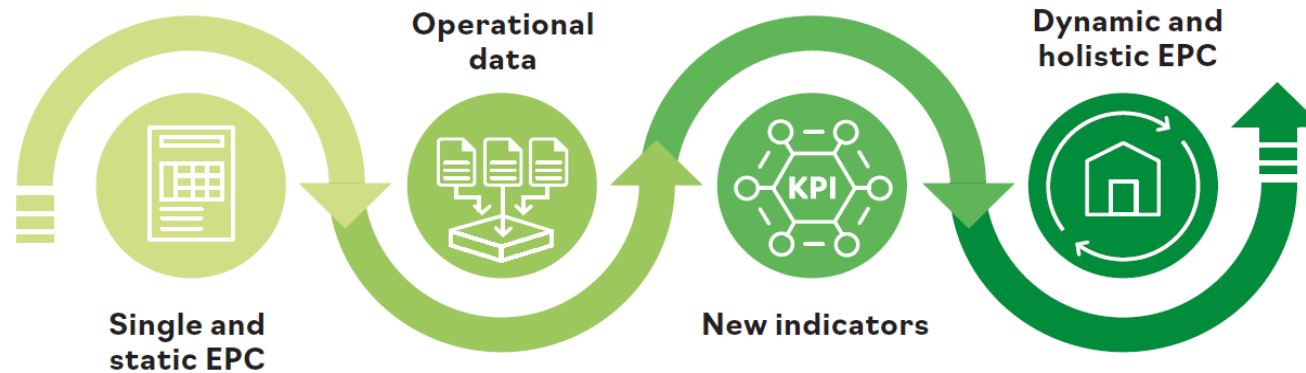 Single and
static EPC
Operational
data
KPI
New indicators
Dynamic and
holistic EPC